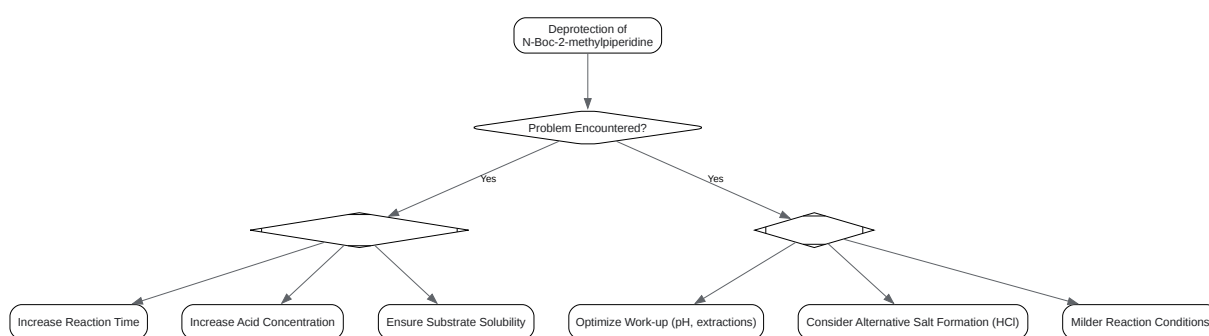 Deprotection of
N-Boc-2-methylpiperidine
Problem Encountered?
Yes
Yes
Increase Reaction Time
Increase Acid Concentration
Ensure Substrate Solubility
Optimize Work-up (pH, extractions)
Consider Alternative Salt Formation (HCl)
Milder Reaction Conditions